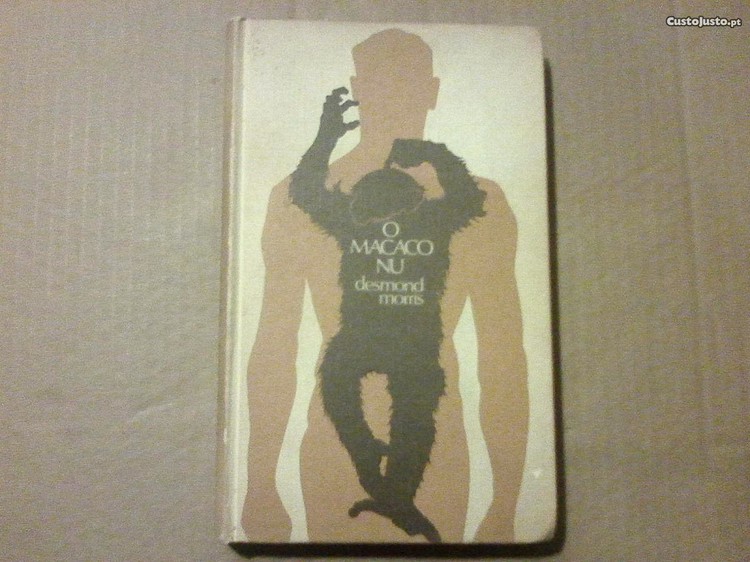 CustoJusto.pt
O
MACACO
NU
desmond
morris